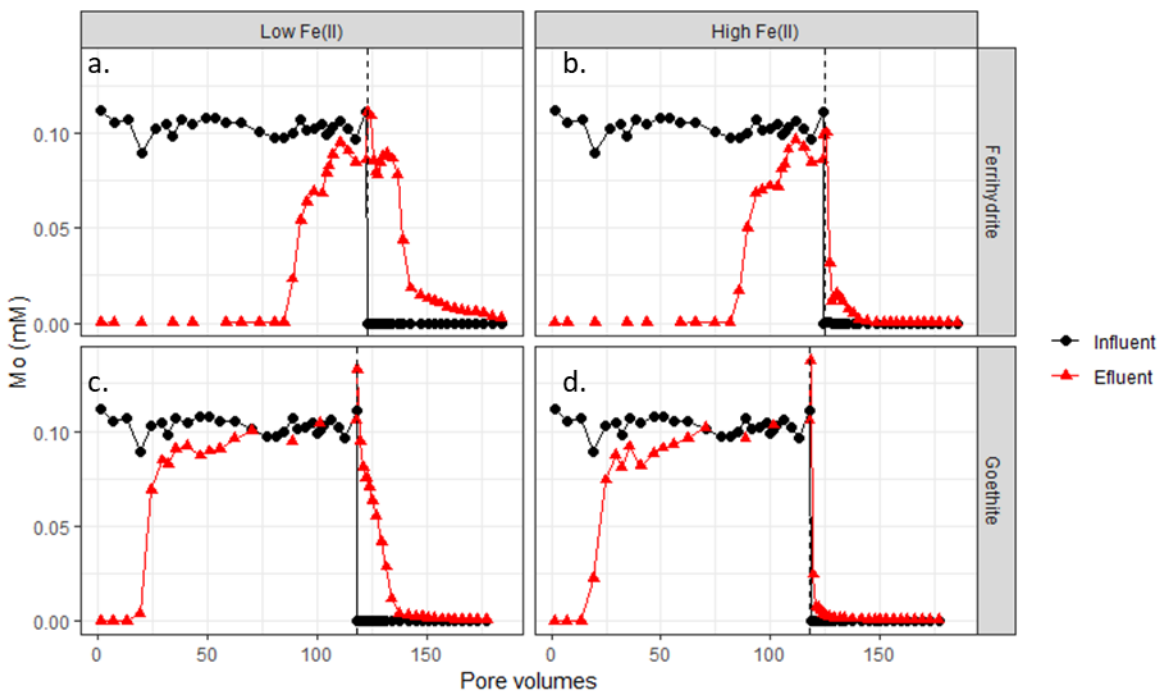 Low Fe(II)
High Fe(II)
a.
b.
0.10
0.05
0.00
Ferrihydrite
Mo (mM)
Influent
Efluent
c.
d.
0.10
0.05
0.00
Goethite
0
50
100
150
0
50
100
150
Pore volumes